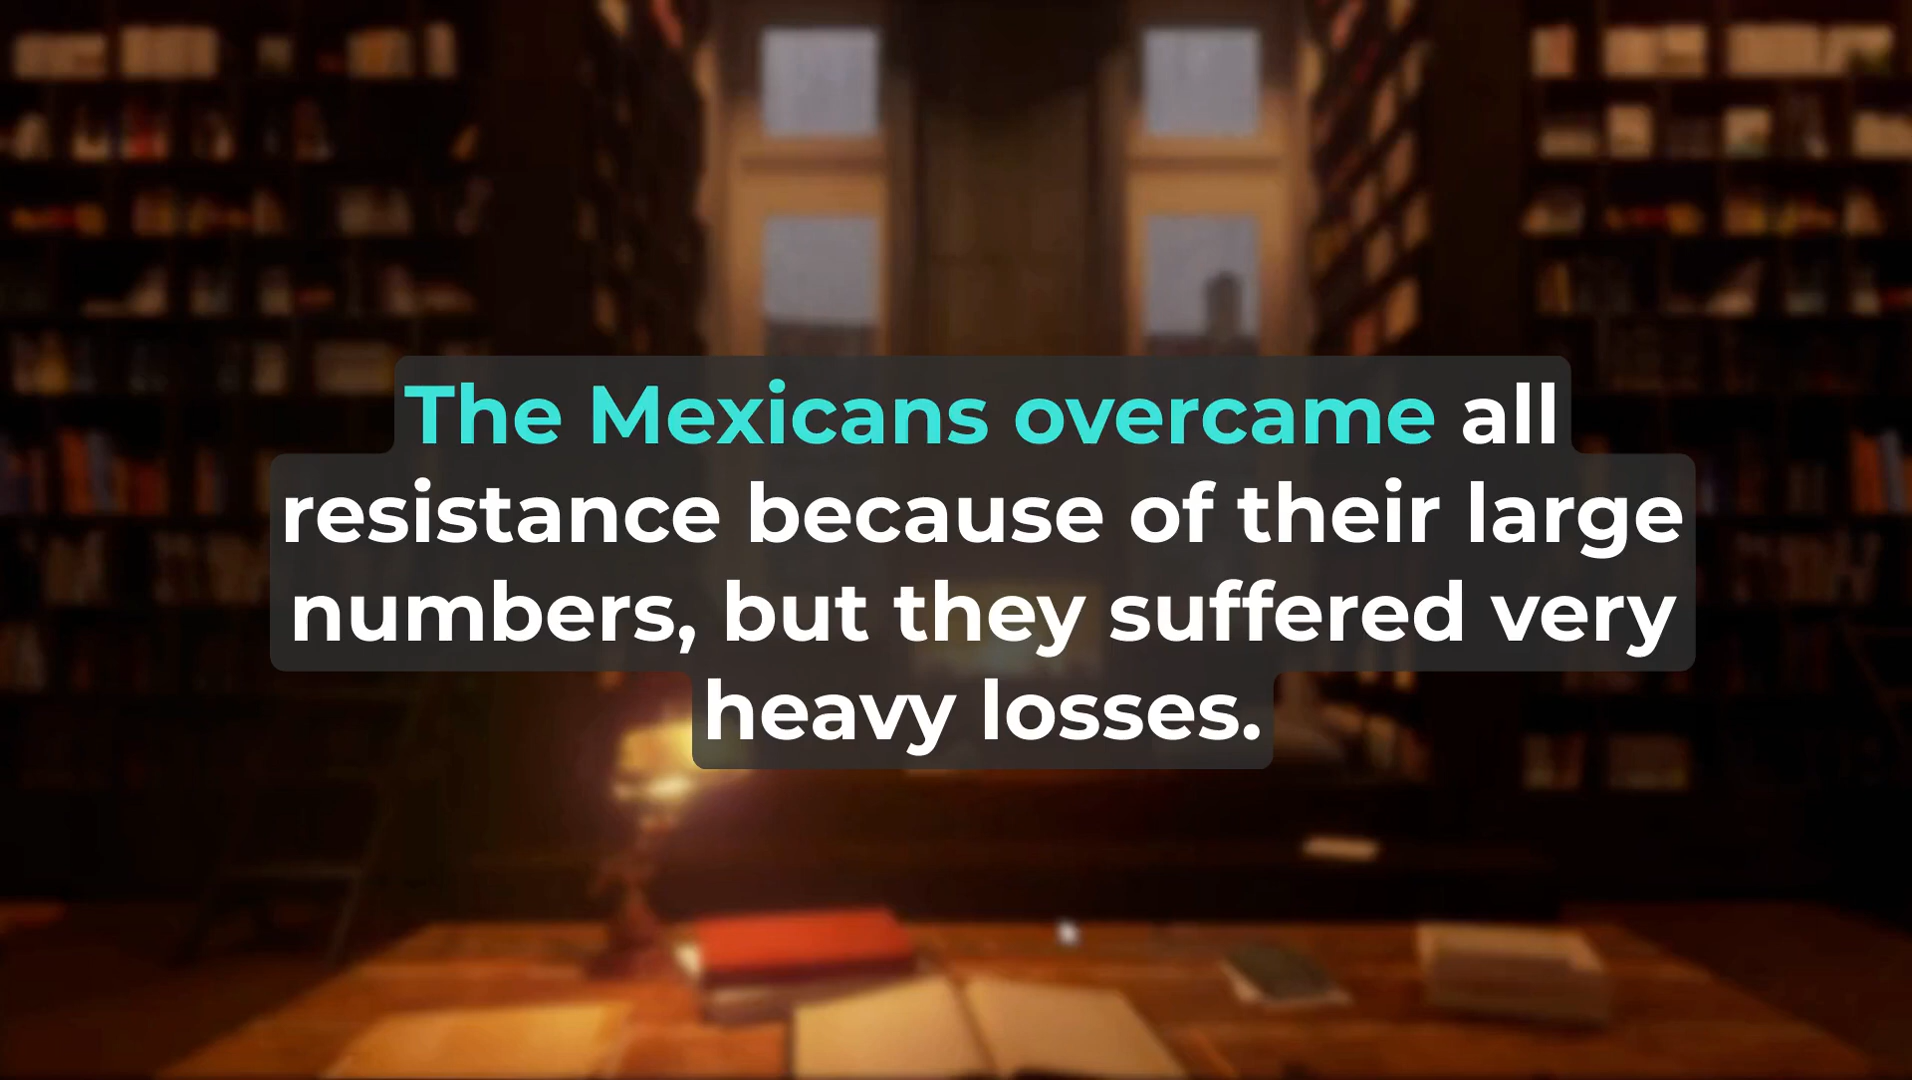 The Mexicans overcame all
resistance because of their large
numbers, but they suffered very
heavy losses.